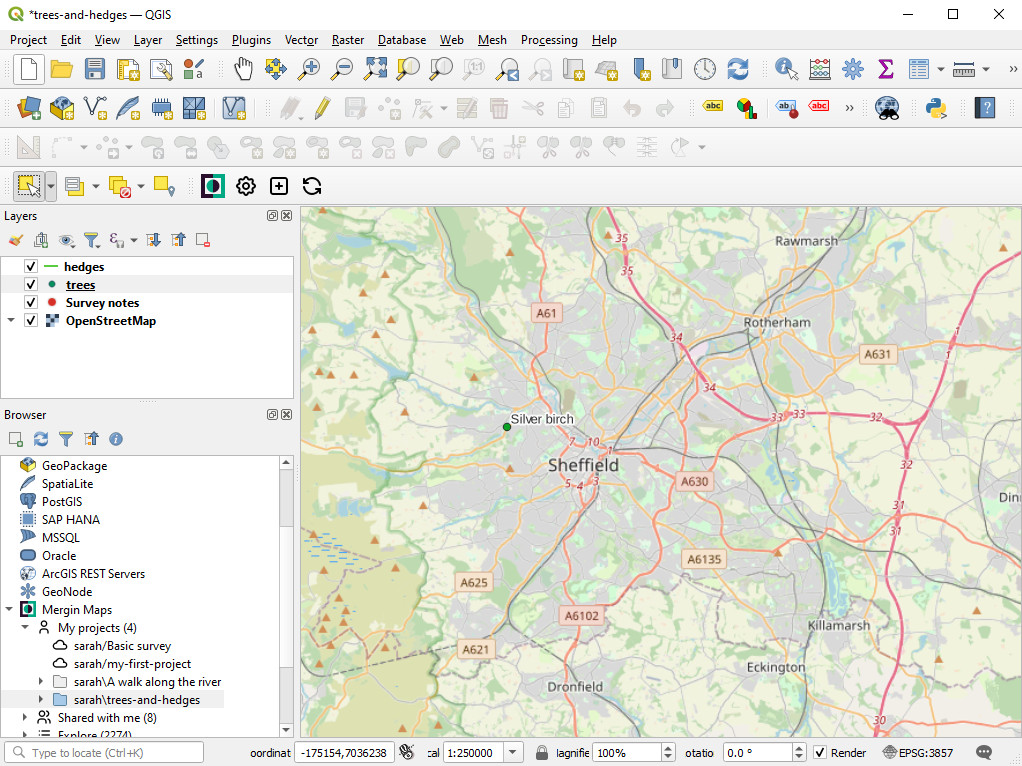 *trees-and-hedges — QGIS
Project Edit View Layer Settings Plugins Vector Raster Database Web Mesh Processing Help
abc abc abc
Layers
hedges
trees
Survey notes
OpenStreetMap
Browser
GeoPackage
SpatiaLite
PostGIS
SAP HANA
MSSQL
Oracle
ArcGIS REST Servers
GeoNode
Mergin Maps
My projects (4)
sarah/Basic survey
sarah/my-first-project
sarah\A walk along the river
sarah\trees-and-hedges
Shared with me (8)
Explore (2274)
35
Rawmarsh
35
1
A61
Rotherham
34
A631
1
34
33
33
32
Silver birch
7
10
1
Sheffield
32
5
4
3
A630
Din
31
31
A6135
A625
A6102
Killamarsh
A621
Eckington
Dronfield
30
Type to locate (Ctrl+K) oordinat -175154,7036238 cal 1:250000 lagnifie 100% otatio 0.0 ° Render EPSG:3857